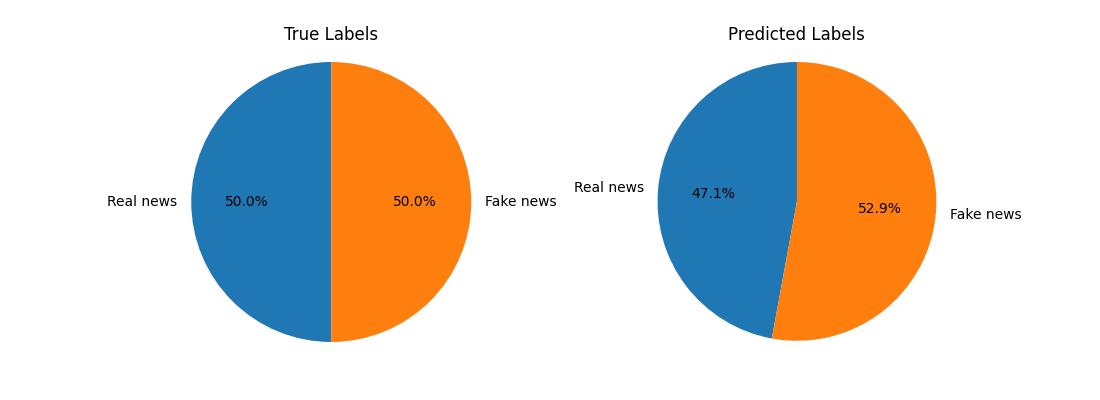 True Labels
Real news
50.0%
50.0%
Fake news
Predicted Labels
Real news
47.1%
52.9%
Fake news